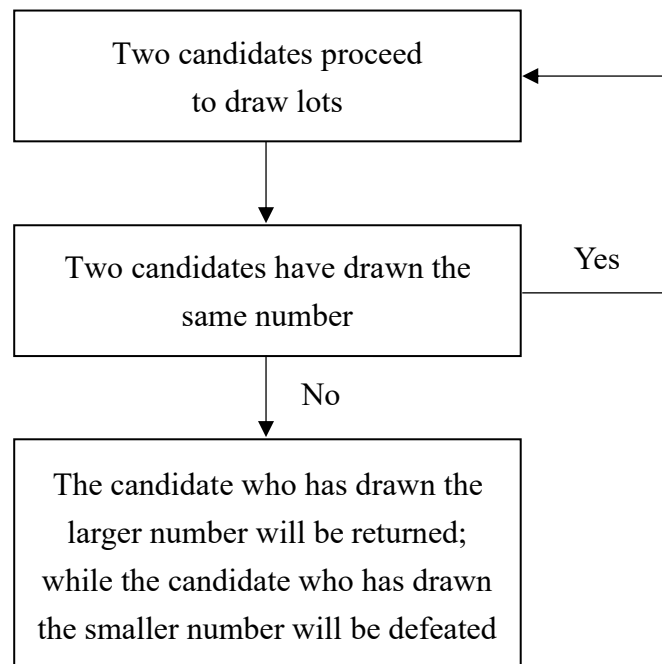 Two candidates proceed
to draw lots
Two candidates have drawn the
same number
Yes
No
The candidate who has drawn the
larger number will be returned;
while the candidate who has drawn
the smaller number will be defeated